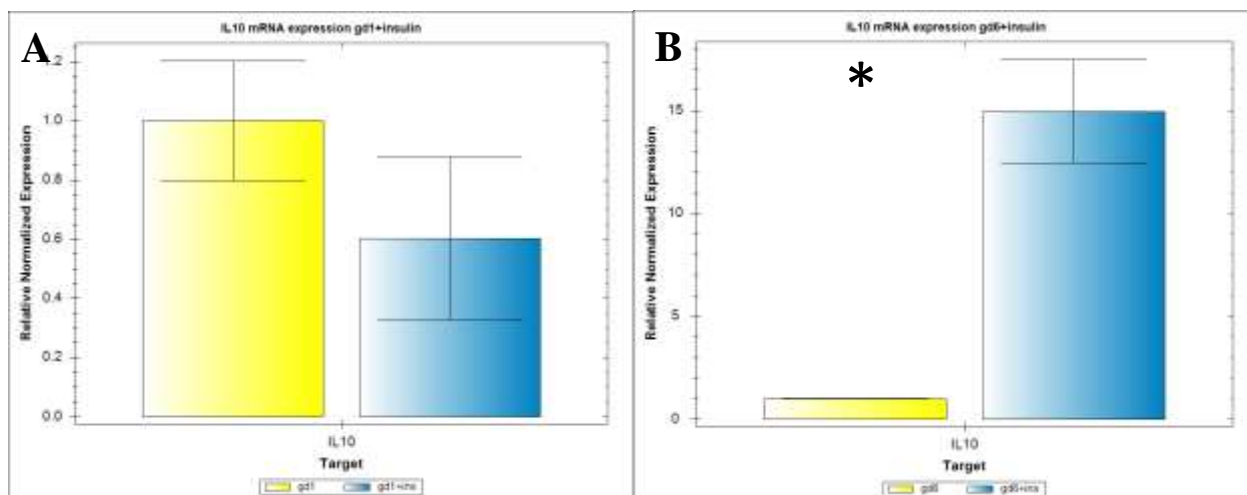 A
IL10 mRNA expression gd1+insulin
Relative Normalized Expression
1.2
1.0
0.8
0.6
0.4
0.2
0.0
IL10
Target
gd1 gd1+ins
B
IL10 mRNA expression gd6+insulin
*
Relative Normalized Expression
15
10
5
0
IL10
Target
gd6 gd6+ins